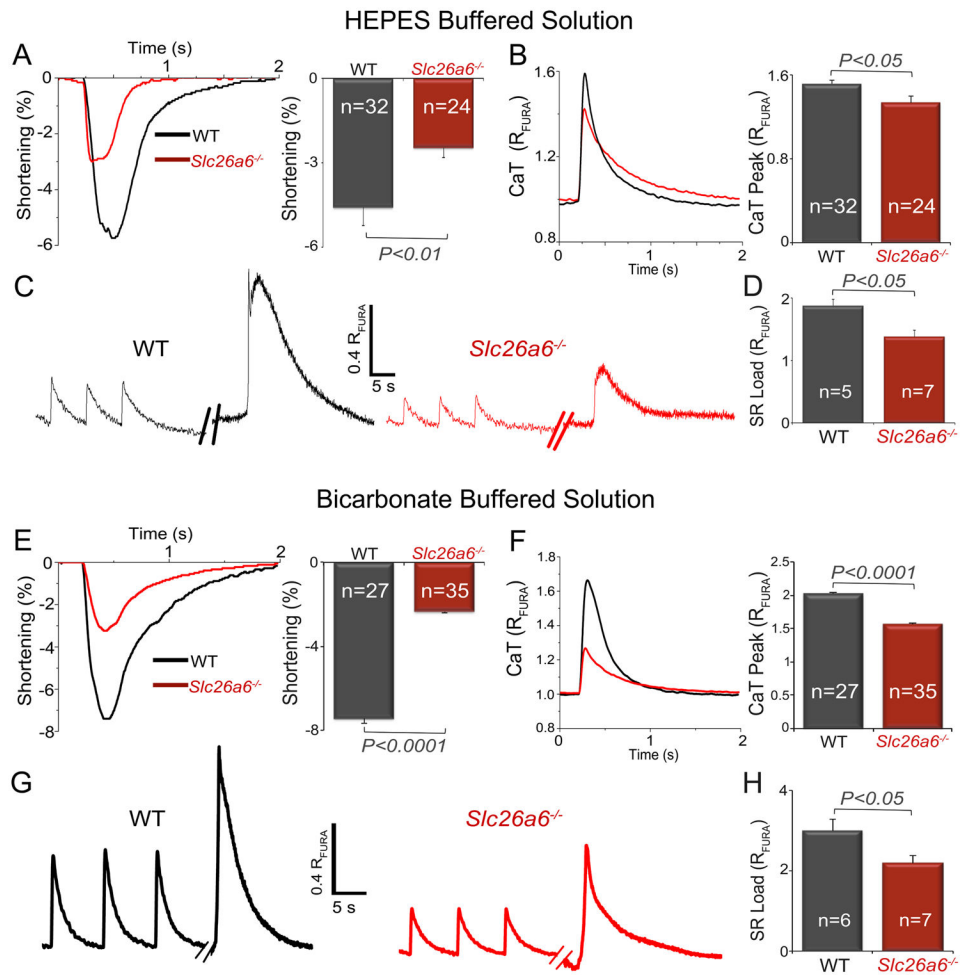 HEPES Buffered Solution
A
Time (s)
1
2
0
-2
-4
-6
Shortening (%)
WT
Slc26a6-/-
WT
Slc26a6-/-
0
-3
-6
Shortening (%)
n=32
n=24
P<0.01
B
1.6
1.2
0.8
CaT (RFURA)
0
1
2
Time (s)
P<0.05
1.6
0.8
0
CaT Peak (RFURA)
n=32
n=24
WT
Slc26a6-/-
C
WT
0.4 RFURA
5 s
Slc26a6-/-
D
P<0.05
2
1
0
SR Load (RFURA)
n=5
n=7
WT
Slc26a6-/-
Bicarbonate Buffered Solution
E
Time (s)
1
2
0
-2
-4
-6
-8
Shortening (%)
WT
Slc26a6-/-
WT
Slc26a6-/-
0
-4
-8
Shortening (%)
n=27
n=35
P<0.0001
F
1.8
1.6
1.4
1.2
1.0
0.8
CaT (RFURA)
0
1
2
Time (s)
P<0.0001
2.5
2
1.5
0.5
0
CaT Peak (RFURA)
n=27
n=35
WT
Slc26a6-/-
G
WT
0.4 RFURA
5 s
Slc26a6-/-
H
P<0.05
4
2
0
SR Load (RFURA)
n=6
n=7
WT
Slc26a6-/-